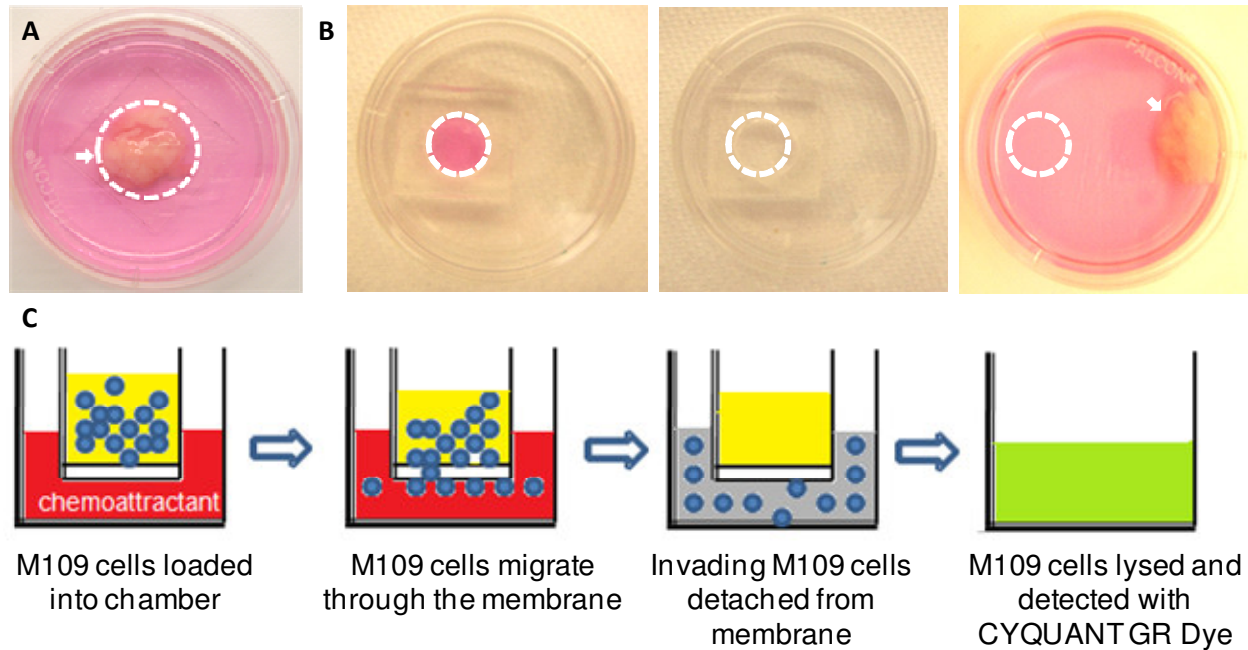 A
B
FALCON®
C
chemoattractant
M109 cells loaded
into chamber
M109 cells migrate
through the membrane
Invading M109 cells
detached from
membrane
M109 cells lysed and
detected with
CYQUANT GR Dye